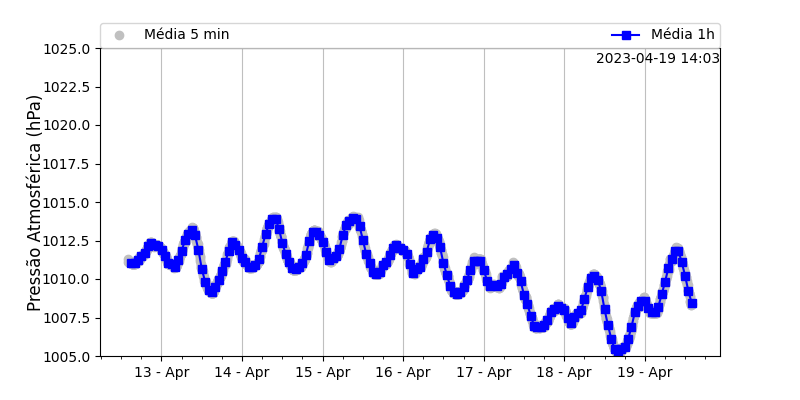 Média 5 min
Média 1h
2023-04-19 14:03
Pressão Atmosférica (hPa)
1025.0
1022.5
1020.0
1017.5
1015.0
1012.5
1010.0
1007.5
1005.0
13 - Apr
14 - Apr
15 - Apr
16 - Apr
17 - Apr
18 - Apr
19 - Apr